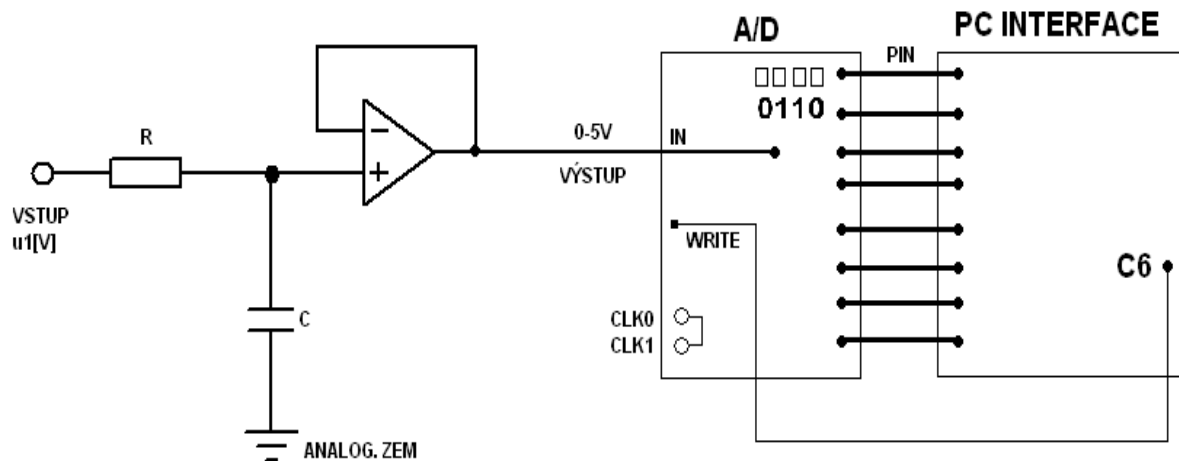 A/D
PC INTERFACE
PIN
0110
R
0-5V
IN
VÝSTUP
VSTUP
u1[V]
WRITE
C6
C
CLK0
CLK1
ANALOG. ZEM